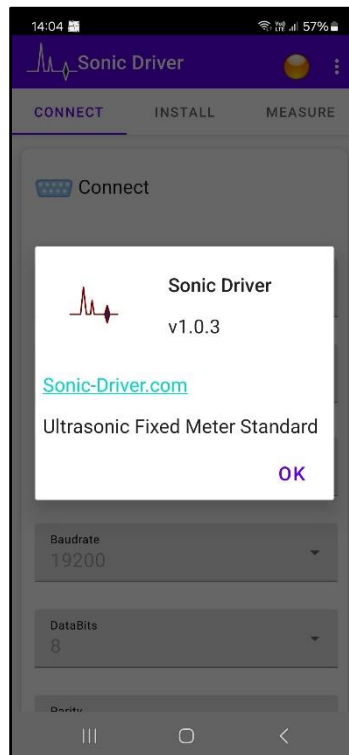 14:04
57%
Sonic Driver
CONNECT INSTALL MEASURE
Connect
Sonic Driver
v1.0.3
Sonic-Driver.com
Ultrasonic Fixed Meter Standard
OK
Baudrate
19200
DataBits
8
Parity